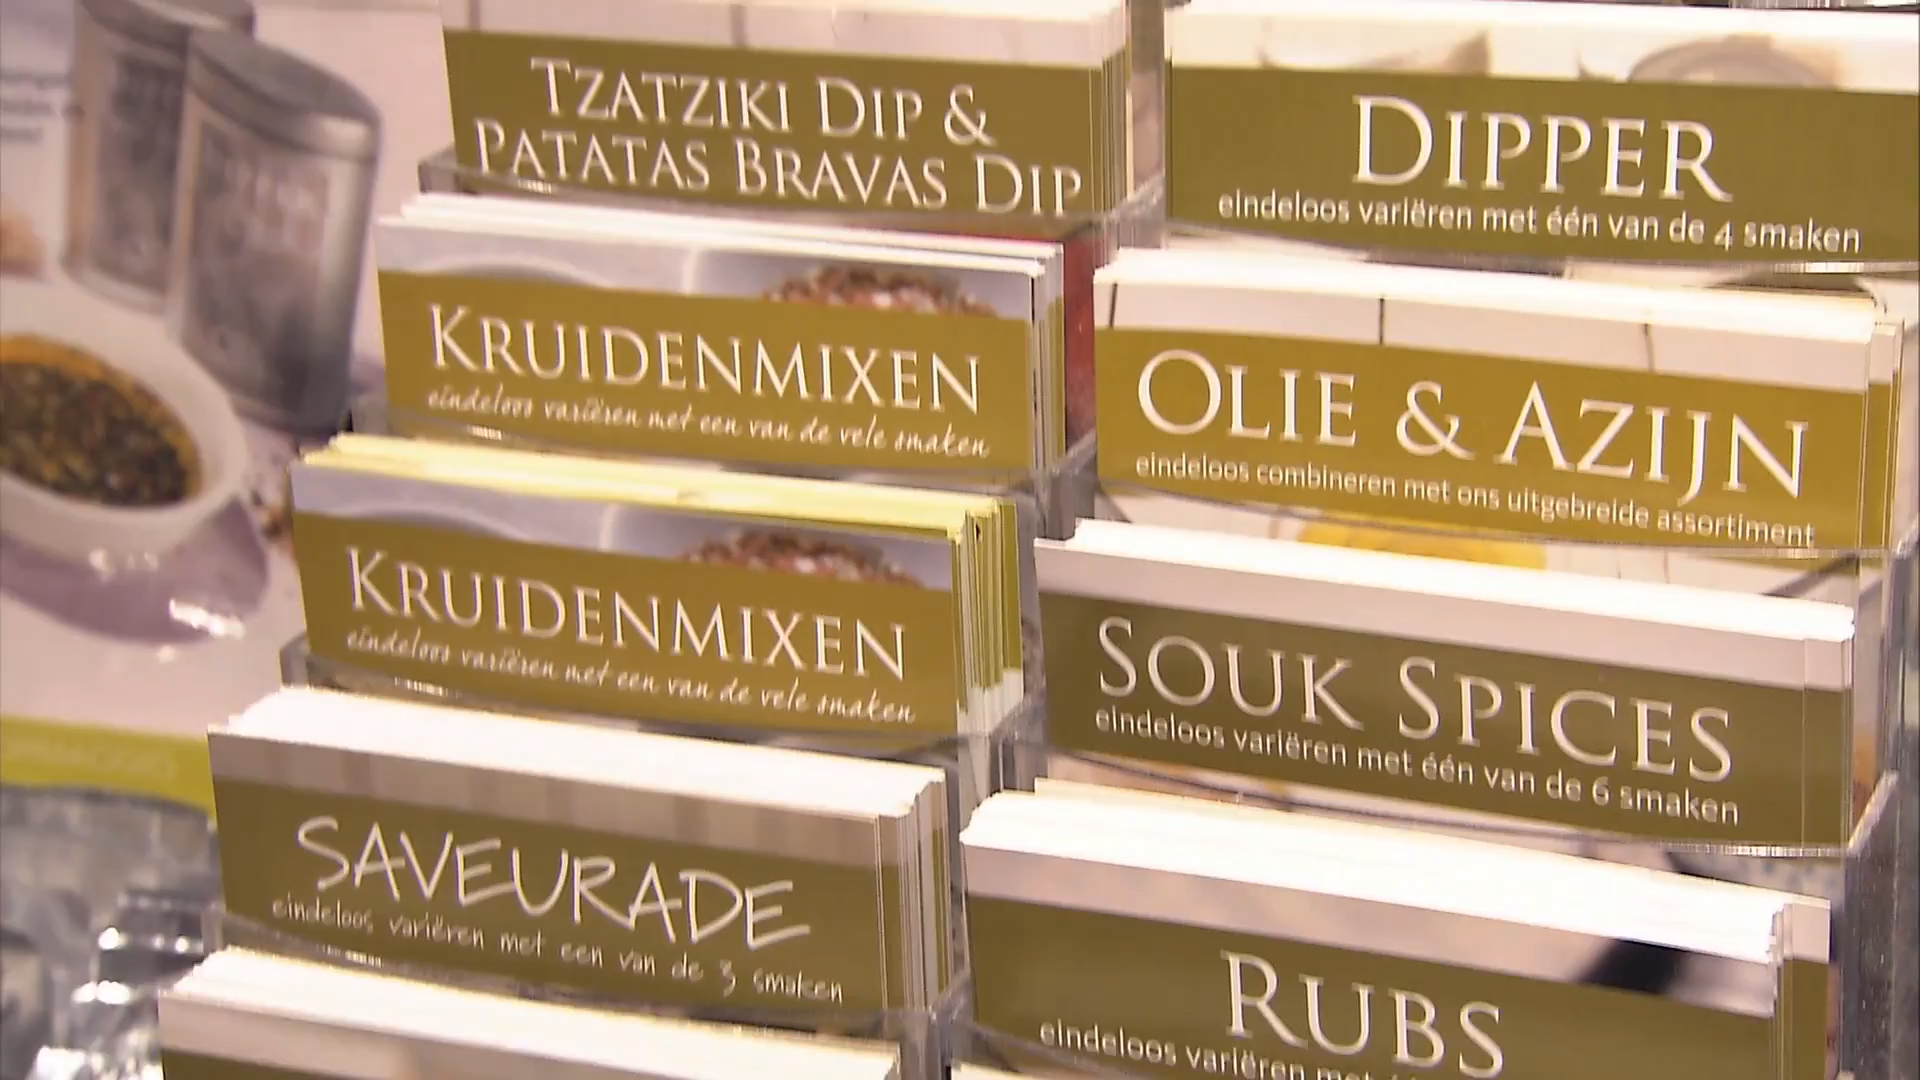 TZATZIKI DIP &
PATATAS BRAVAS DIP
DIPPER
eindeloos variëren met één van de 4 smaken
KRUIDENMIXEN
eindeloos variëren met een van de vele smaken
OLIE & AZIJN
eindeloos combineren met ons uitgebreide assortiment
KRUIDENMIXEN
eindeloos variëren met een van de vele smaken
SOUK SPICES
eindeloos variëren met één van de 6 smaken
SAVEURADE
eindeloos variëren met een van de 3 smaken
RUBS
eindeloos variëren met